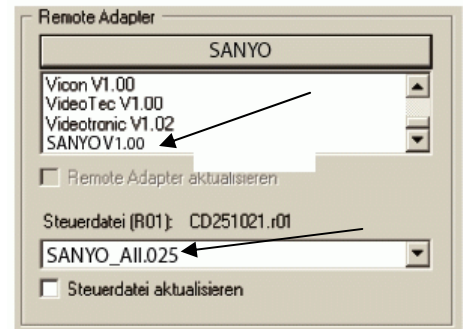 Remote Adapter
SANYO
Vicon V1.00
VideoTec V1.00
Videotronic V1.02
SANYO V1.00
Remote Adapter aktualisieren
Steuerdatei (R01): CD251021.r01
SANYO_All.025
Steuerdatei aktualisieren